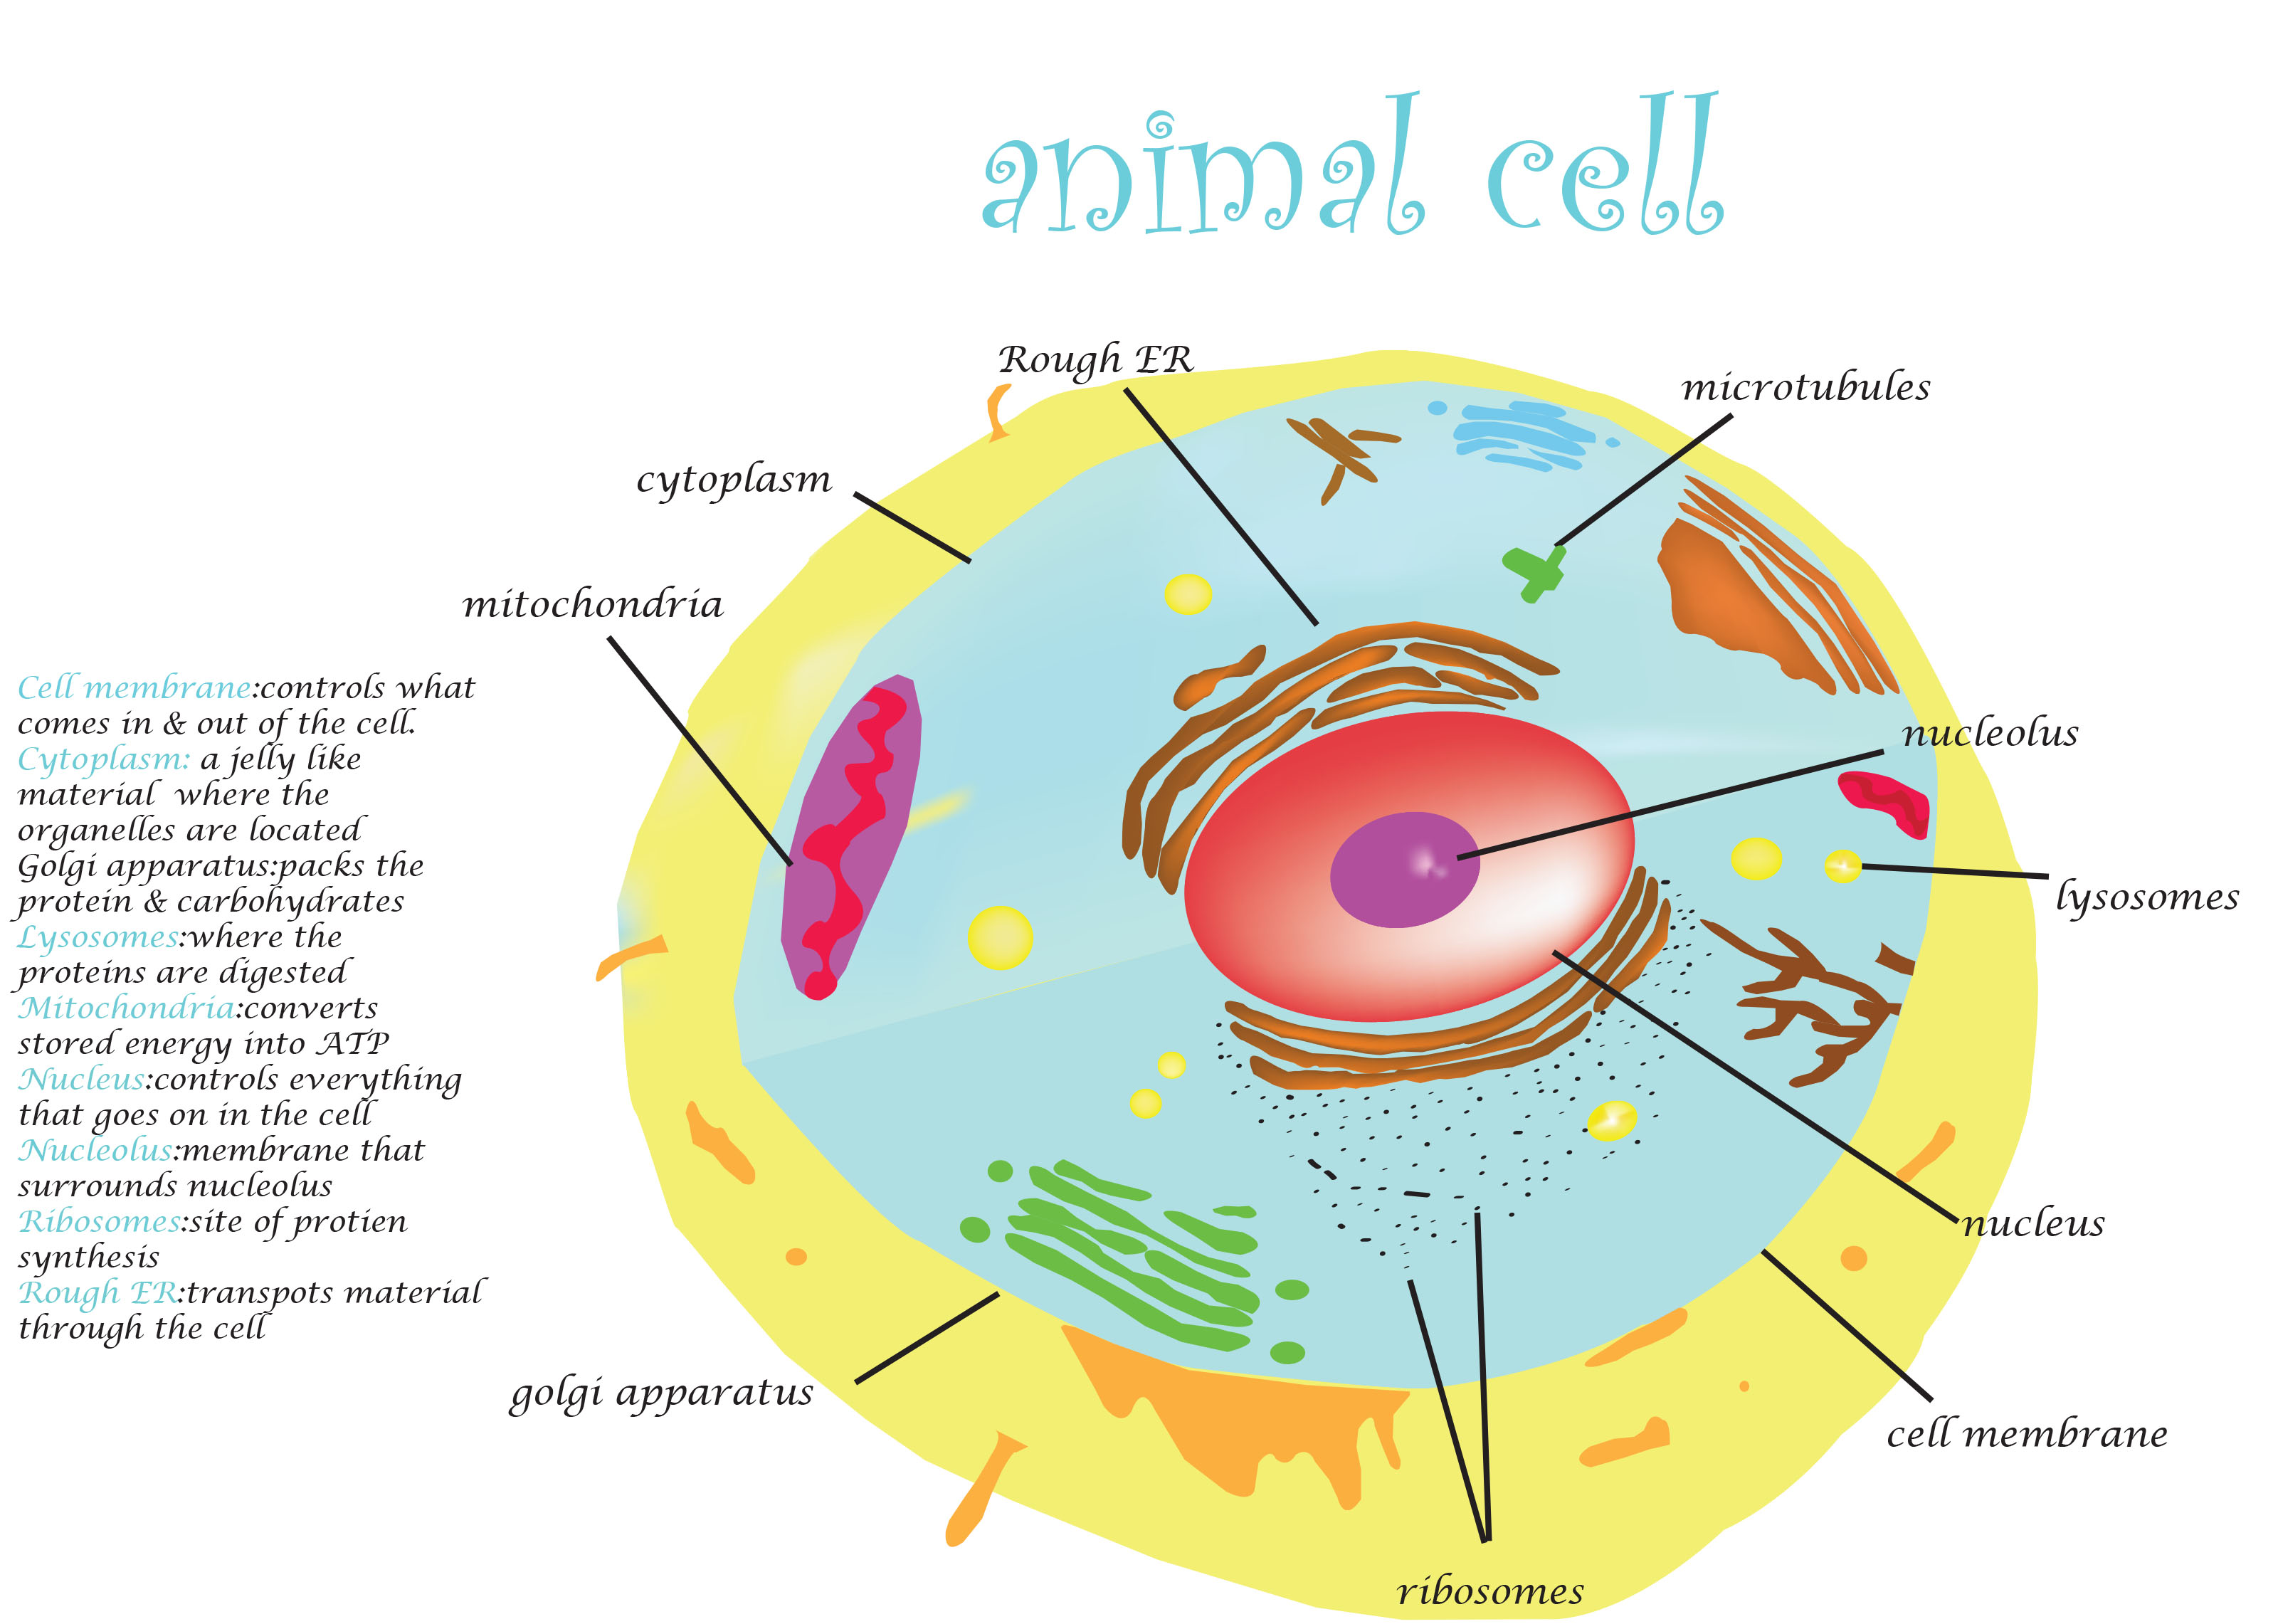 animal cell
Rough ER
microtubules
cytoplasm
mitochondria
Cell membrane:controls what
comes in & out of the cell.
Cytoplasm: a jelly like
material where the
organelles are located
Golgi apparatus:packs the
protein & carbohydrates
Lysosomes:where the
proteins are digested
Mitochondria:converts
stored energy into ATP
Nucleus:controls everything
that goes on in the cell
Nucleolus:membrane that
surrounds nucleolus
Ribosomes:site of protien
synthesis
Rough ER:transpots material
through the cell
nucleolus
lysosomes
nucleus
golgi apparatus
cell membrane
ribosomes